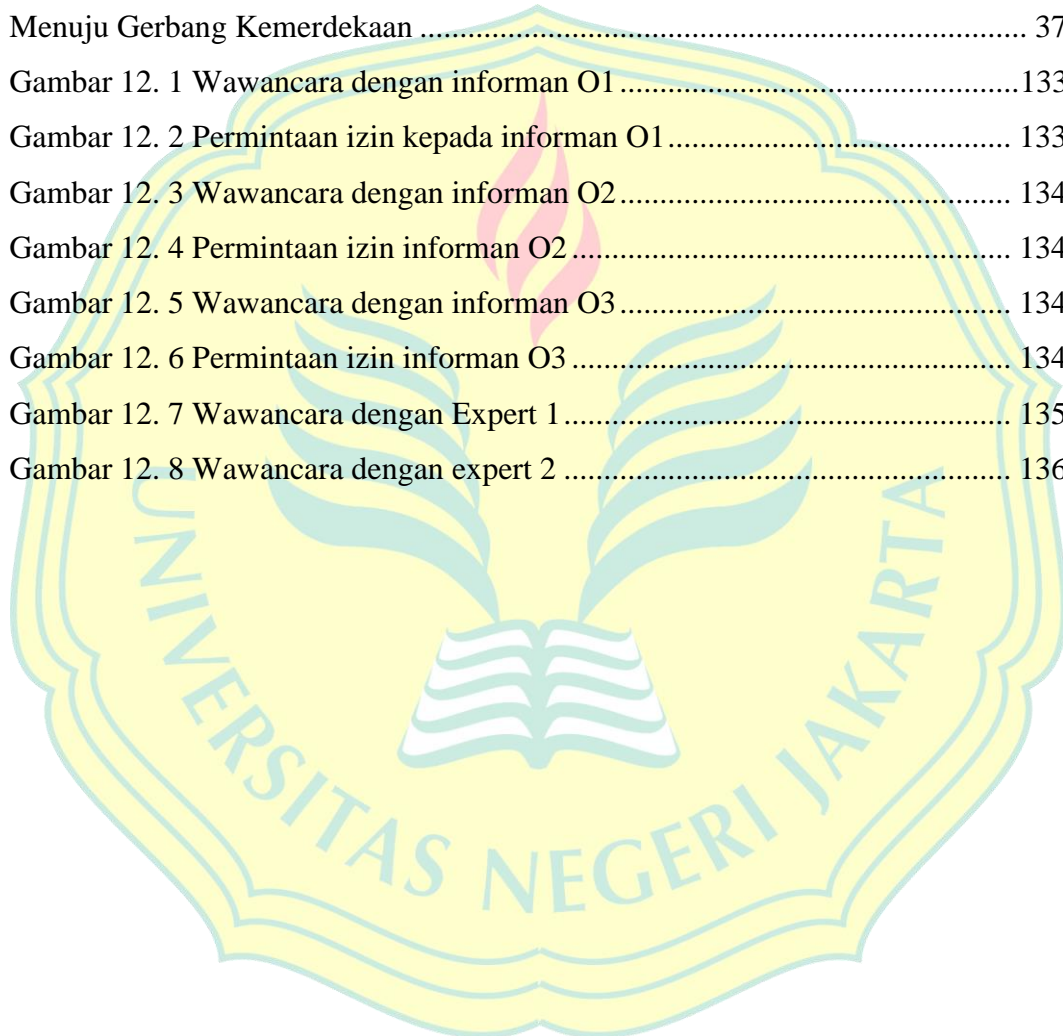 Menuju Gerbang Kemerdekaan ........................................................................... 37
Gambar 12. 1 Wawancara dengan informan O1 ..................................................133
Gambar 12. 2 Permintaan izin kepada informan O1........................................... 133
Gambar 12. 3 Wawancara dengan informan O2 ................................................. 134
Gambar 12. 4 Permintaan izin informan O2 ....................................................... 134
Gambar 12. 5 Wawancara dengan informan O3 ................................................. 134
Gambar 12. 6 Permintaan izin informan O3 ....................................................... 134
Gambar 12. 7 Wawancara dengan Expert 1 ........................................................ 135
Gambar 12. 8 Wawancara dengan expert 2 ........................................................ 136
UNIVERSITAS NEGERI JAKARTA